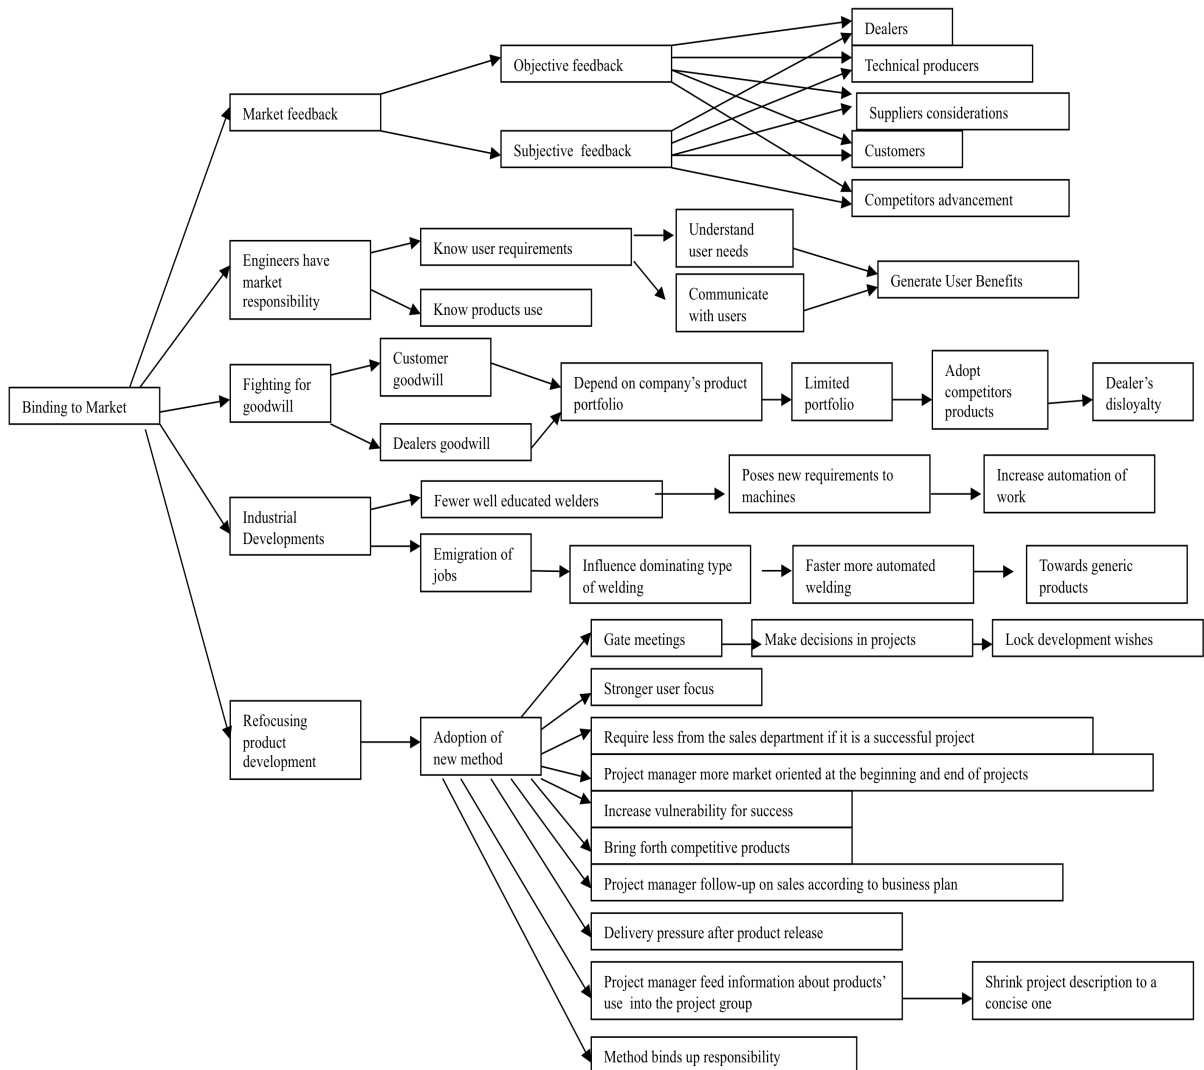 Dealers
Objective feedback
Technical producers
Market feedback
Suppliers considerations
Subjective feedback
Customers
Competitors advancement
Engineers have
market
responsibility
Know user requirements
Understand
user needs
Generate User Benefits
Know products use
Communicate
with users
Binding to Market
Fighting for
goodwill
Customer
goodwill
Dealers goodwill
Depend on company's product
portfolio
Limited
portfolio
Adopt
competitors
products
Dealer's
disloyalty
Industrial
Developments
Fewer well educated welders
Poses new requirements to
machines
Increase automation of
work
Emigration of
jobs
Influence dominating type
of welding
Faster more automated
welding
Towards generic
products
Refocusing
product
development
Adoption of
new method
Gate meetings
Make decisions in projects
Lock development wishes
Stronger user focus
Require less from the sales department if it is a successful project
Project manager more market oriented at the beginning and end of projects
Increase vulnerability for success
Bring forth competitive products
Project manager follow-up on sales according to business plan
Delivery pressure after product release
Project manager feed information about products'
use into the project group
Shrink project description to a
concise one
Method binds up responsibility